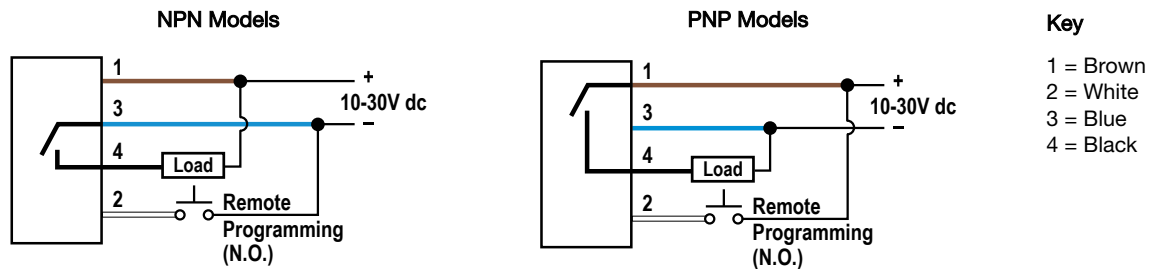 NPN Models
1
+
10-30V dc
3
–
4
Load
2
Remote
Programming
(N.O.)
PNP Models
1
+
10-30V dc
3
–
4
Load
2
Remote
Programming
(N.O.)
Key
1 = Brown
2 = White
3 = Blue
4 = Black